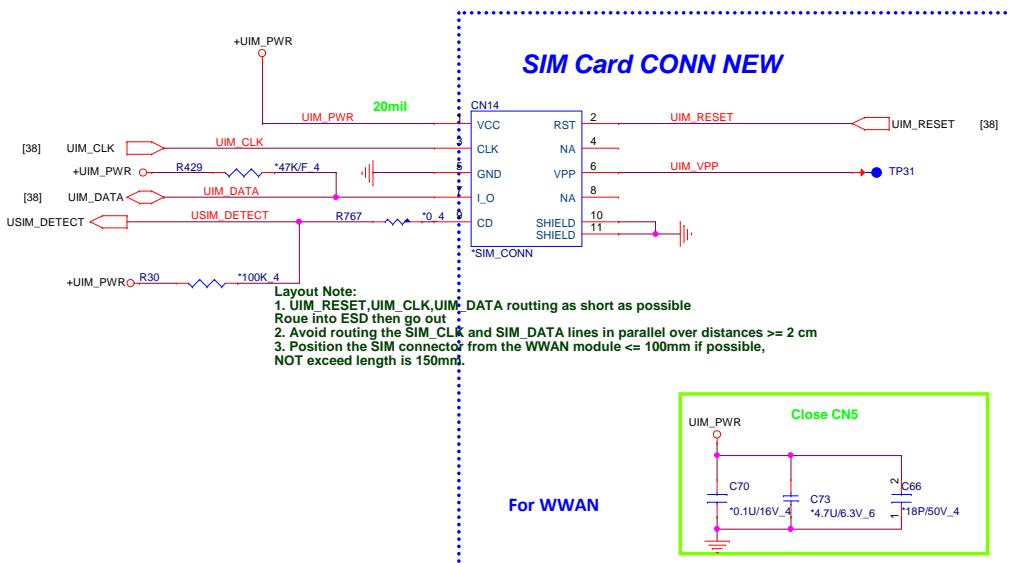 +UIM_PWR
SIM Card CONN NEW
20mil
CN14
UIM_PWR
1
VCC
RST
2
UIM_RESET
UIM_RESET
[38]
[38]
UIM_CLK
UIM_CLK
3
CLK
NA
4
+UIM_PWR
R429
*47K/F_4
5
GND
VPP
6
UIM_VPP
TP31
[38]
UIM_DATA
UIM_DATA
7
I_O
NA
8
USIM_DETECT
USIM_DETECT
R767
*0_4
9
CD
SHIELD
10
SHIELD
11
*SIM_CONN
+UIM_PWR
R30
*100K_4
Layout Note:
1. UIM_RESET,UIM_CLK,UIM_DATA routting as short as possible
Roue into ESD then go out
2. Avoid routing the SIM_CLK and SIM_DATA lines in parallel over distances >= 2 cm
3. Position the SIM connector from the WWAN module <= 100mm if possible,
NOT exceed length is 150mm.
Close CN5
UIM_PWR
C70
*0.1U/16V_4
C73
*4.7U/6.3V_6
2
C66
1
*18P/50V_4
For WWAN